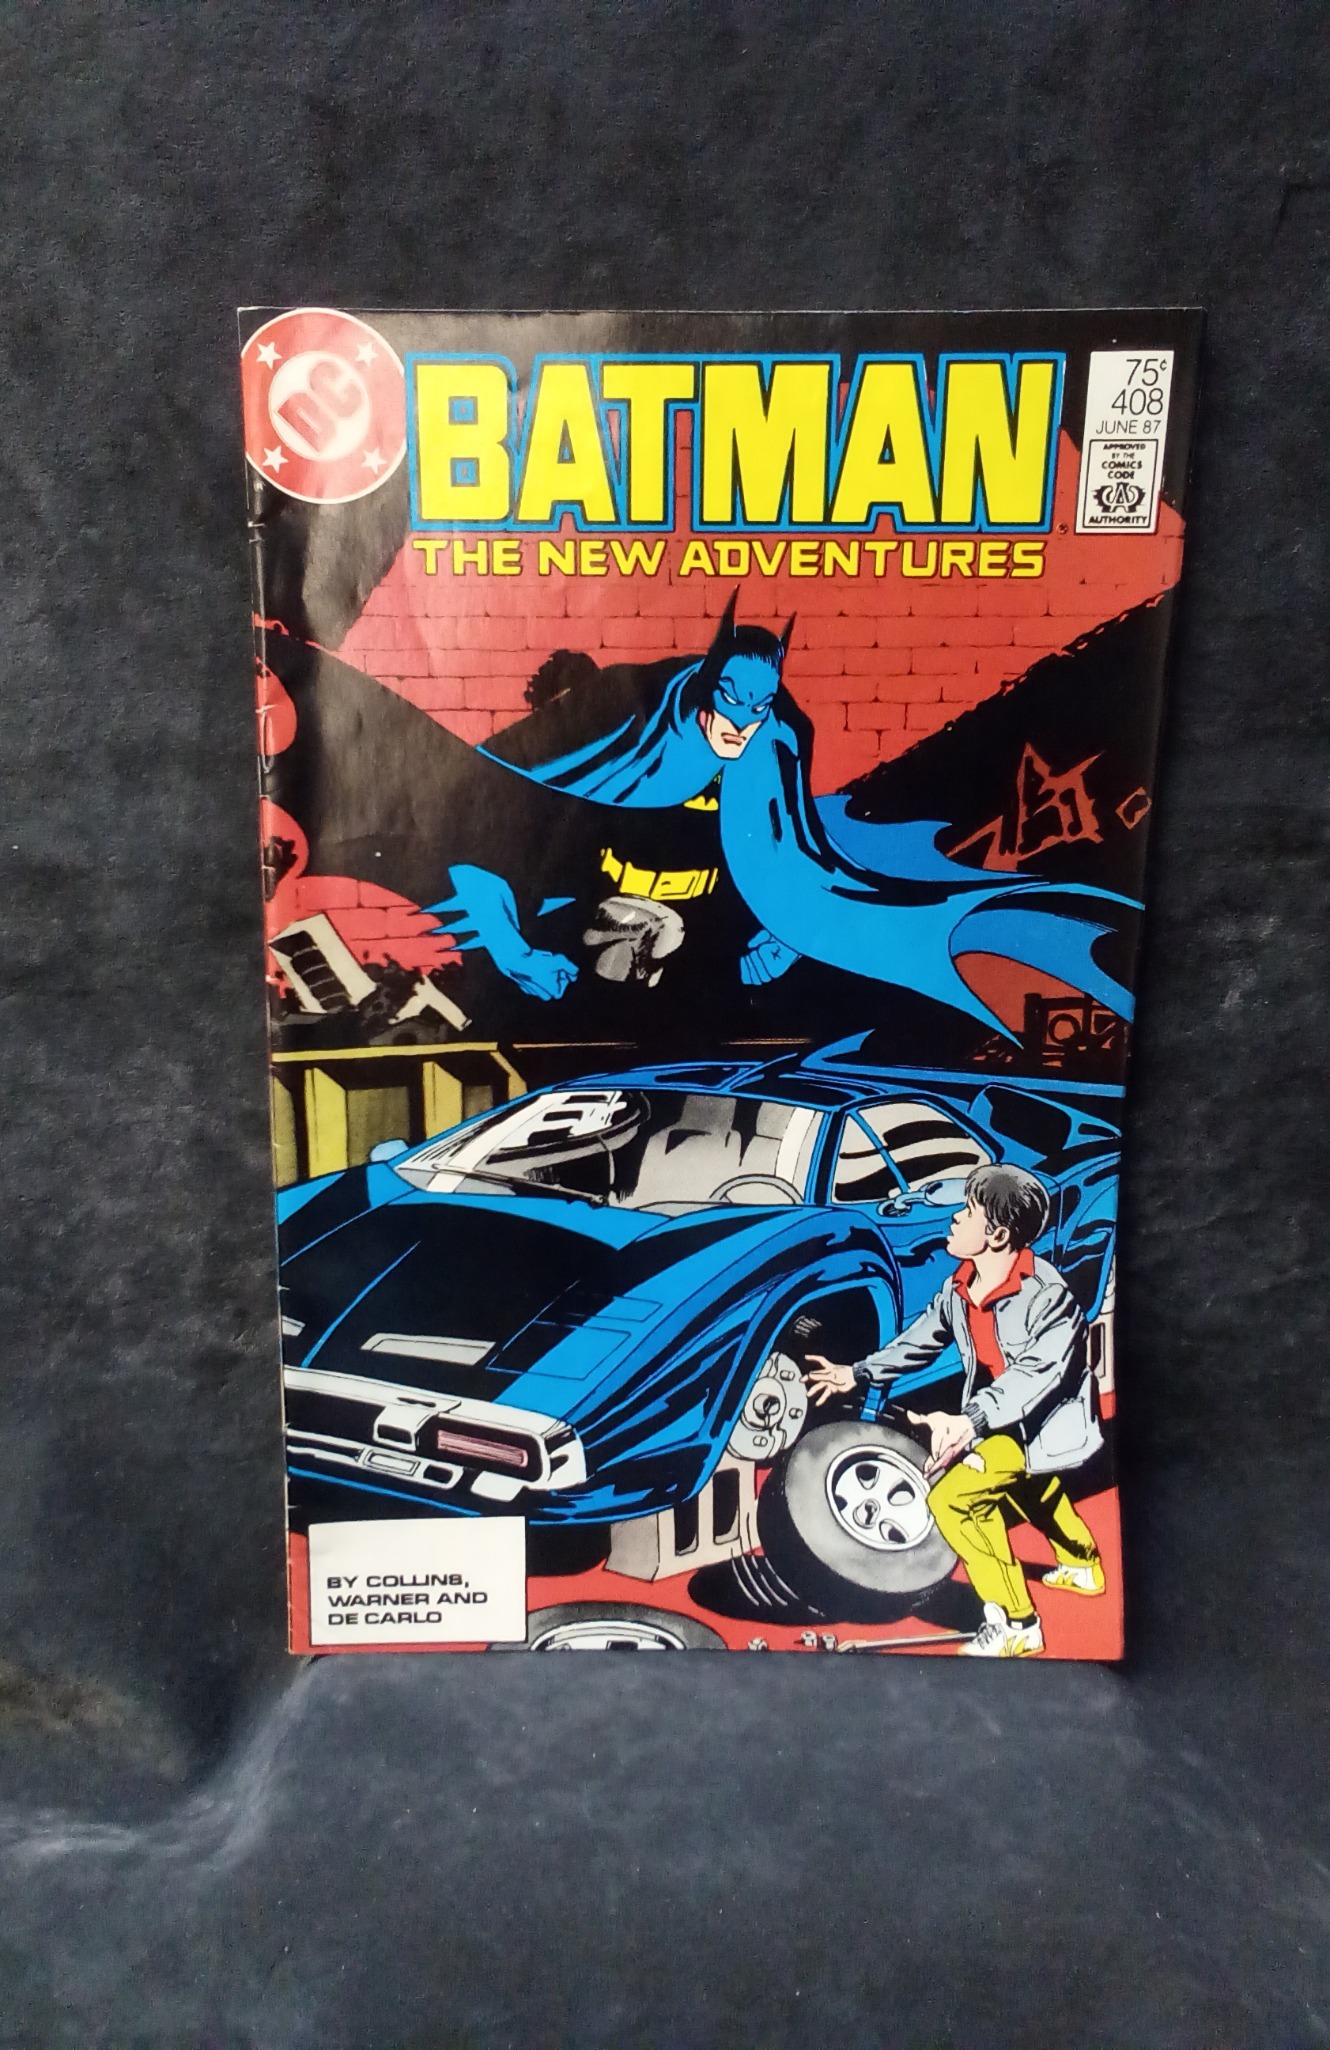 DC
BATMAN
THE NEW ADVENTURES
75¢
408
JUNE 87
APPROVED
BY THE
COMICS
CODE
CA
AUTHORITY
BY COLLINS,
WARNER AND
DE CARLO